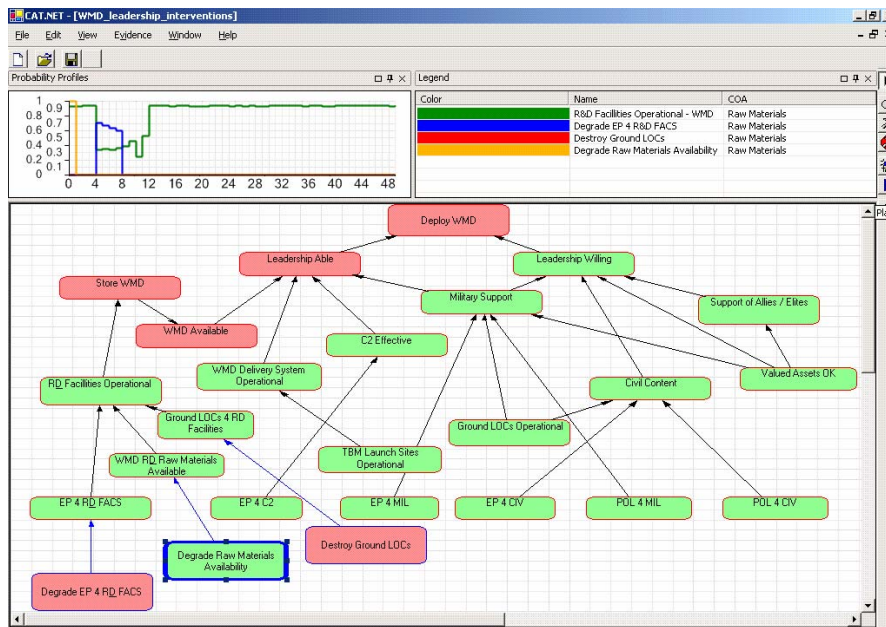 CAT.NET - [WMD_leadership_interventions]
File Edit View Evidence Window Help
Probability Profiles
Legend
1
0.9
0.7
0.6
0.4
0.3
0.1
0
0 4 8 12 16 20 24 28 32 36 40 44 48
Color Name COA
R&D Facilities Operational - WMD Raw Materials
Degrade EP 4 R&D FACS Raw Materials
Destroy Ground LOCs Raw Materials
Degrade Raw Materials Availability Raw Materials
Pla
Deploy WMD
Leadership Able
Leadership Willing
Store WMD
Military Support
Support of Allies / Elites
WMD Available
C2 Effective
WMD Delivery System
Operational
RD Facillities Operational
Civil Content
Valued Assets OK
Ground LOCs 4 RD
Facilities
Ground LOCs Operational
WMD RD Raw Materials
Available
TBM Launch Sites
Operational
EP 4 RD FACS
EP 4 C2
EP 4 MIL
EP 4 CIV
POL 4 MIL
POL 4 CIV
Degrade Raw Materials
Availability
Destroy Ground LOCs
Degrade EP 4 RD FACS